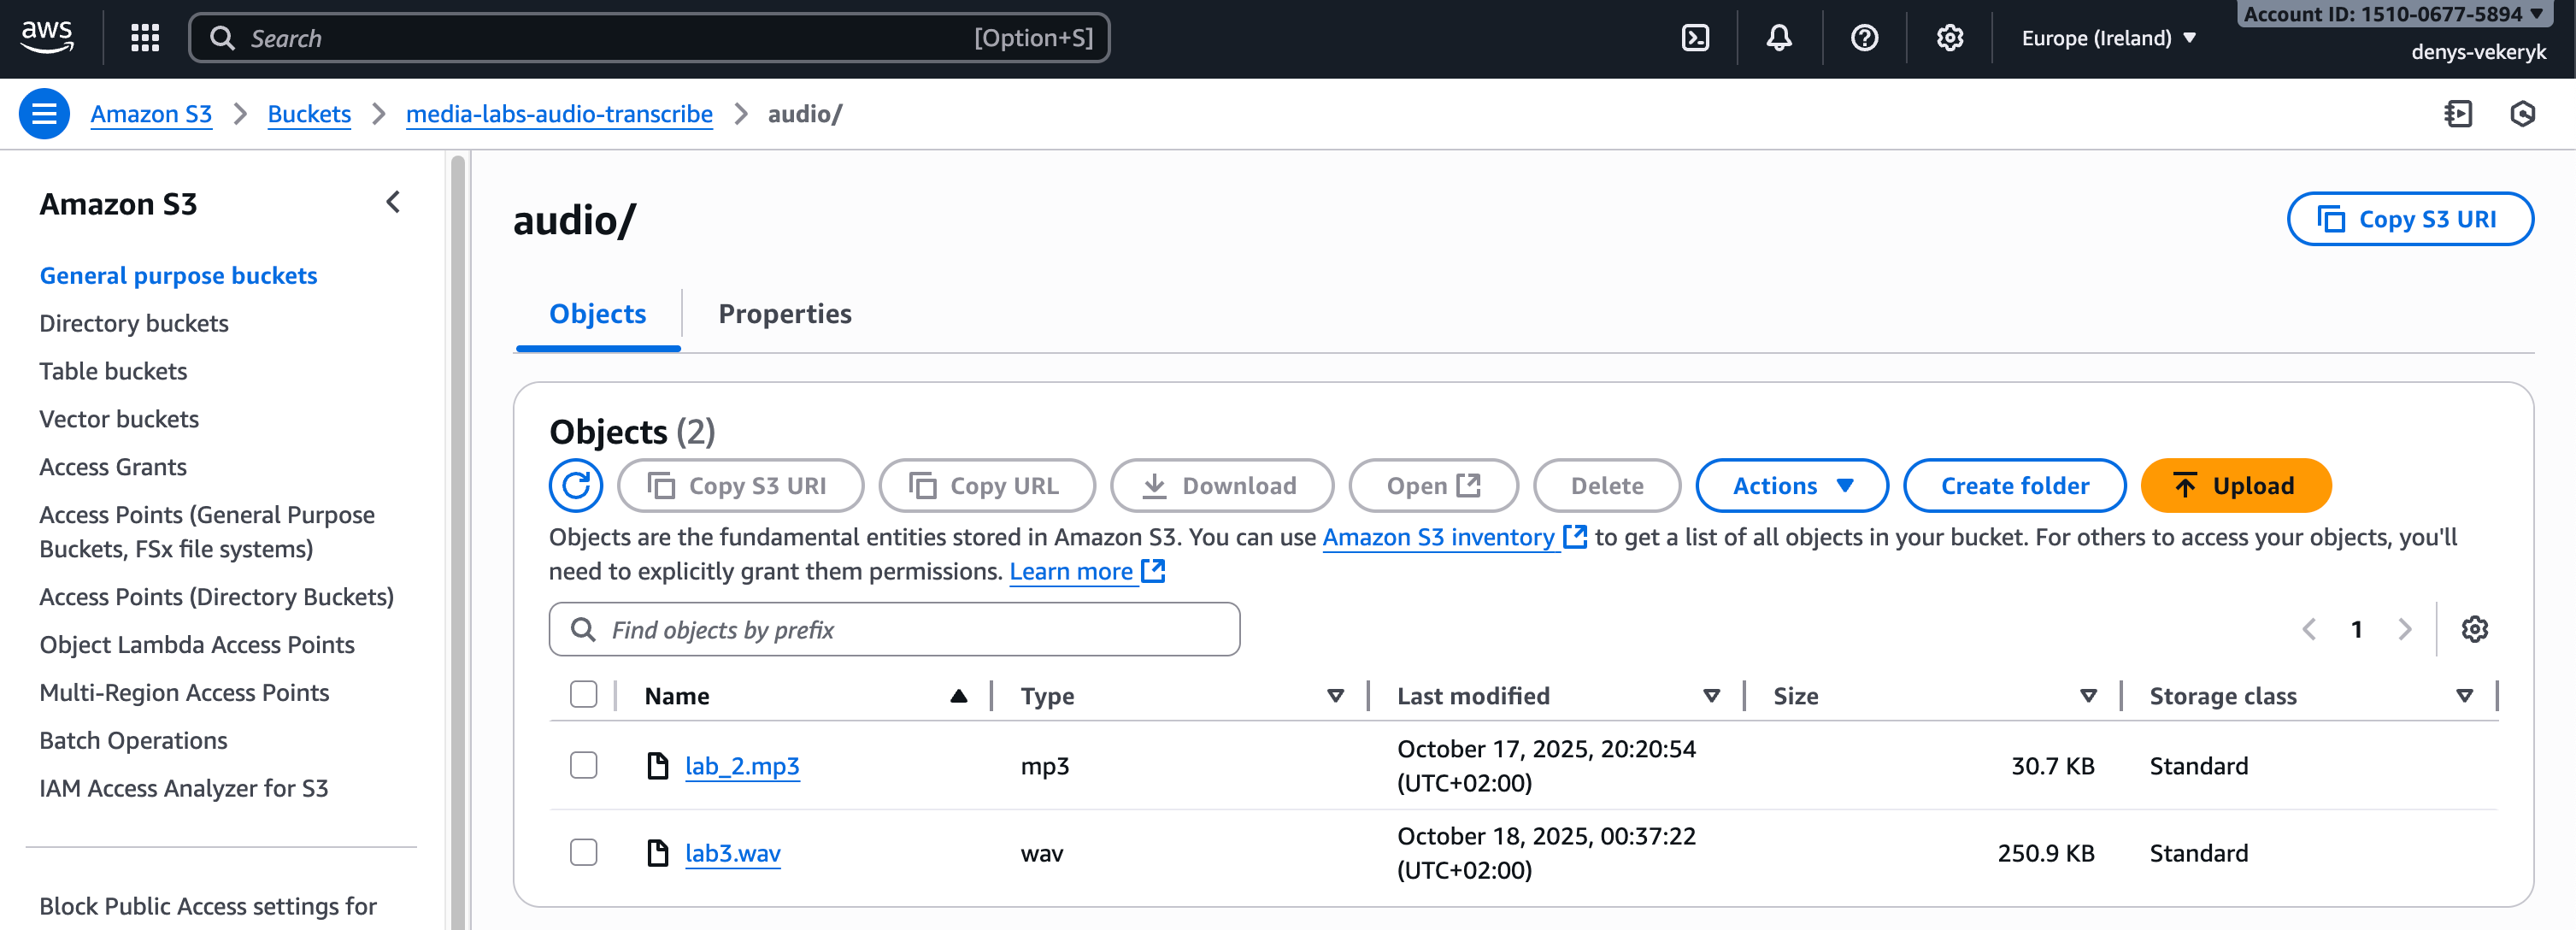 aws
Search
[Option+S]
Europe (Ireland)
Account ID: 1510-0677-5894
denys-vekeryk
Amazon S3
Buckets
media-labs-audio-transcribe
audio/
Amazon S3
General purpose buckets
Directory buckets
Table buckets
Vector buckets
Access Grants
Access Points (General Purpose
Buckets, FSx file systems)
Access Points (Directory Buckets)
Object Lambda Access Points
Multi-Region Access Points
Batch Operations
IAM Access Analyzer for S3
Block Public Access settings for
audio/
Copy S3 URI
Objects
Properties
Objects (2)
Copy S3 URI
Copy URL
Download
Open
Delete
Actions
Create folder
Upload
Objects are the fundamental entities stored in Amazon S3. You can use Amazon S3 inventory to get a list of all objects in your bucket. For others to access your objects, you'll
need to explicitly grant them permissions. Learn more
Find objects by prefix
1
Name
Type
Last modified
Size
Storage class
lab_2.mp3
mp3
October 17, 2025, 20:20:54
(UTC+02:00)
30.7 KB
Standard
lab3.wav
wav
October 18, 2025, 00:37:22
(UTC+02:00)
250.9 KB
Standard